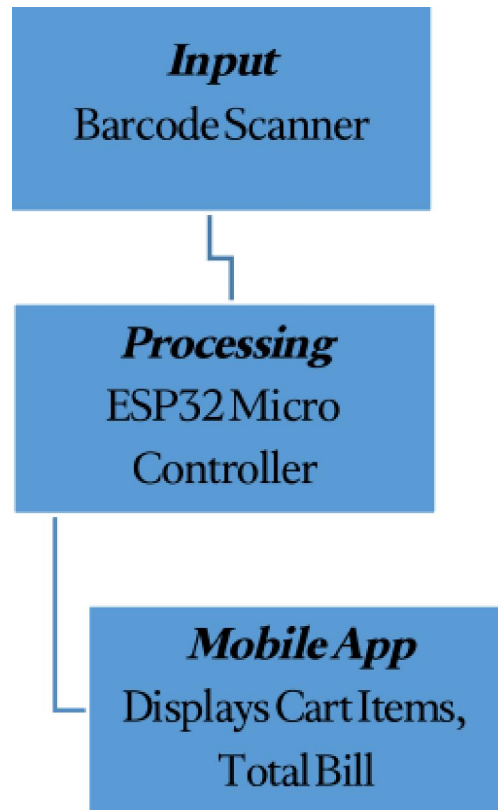 Input
Barcode Scanner
Processing
ESP32 Micro
Controller
Mobile App
Displays Cart Items,
Total Bill